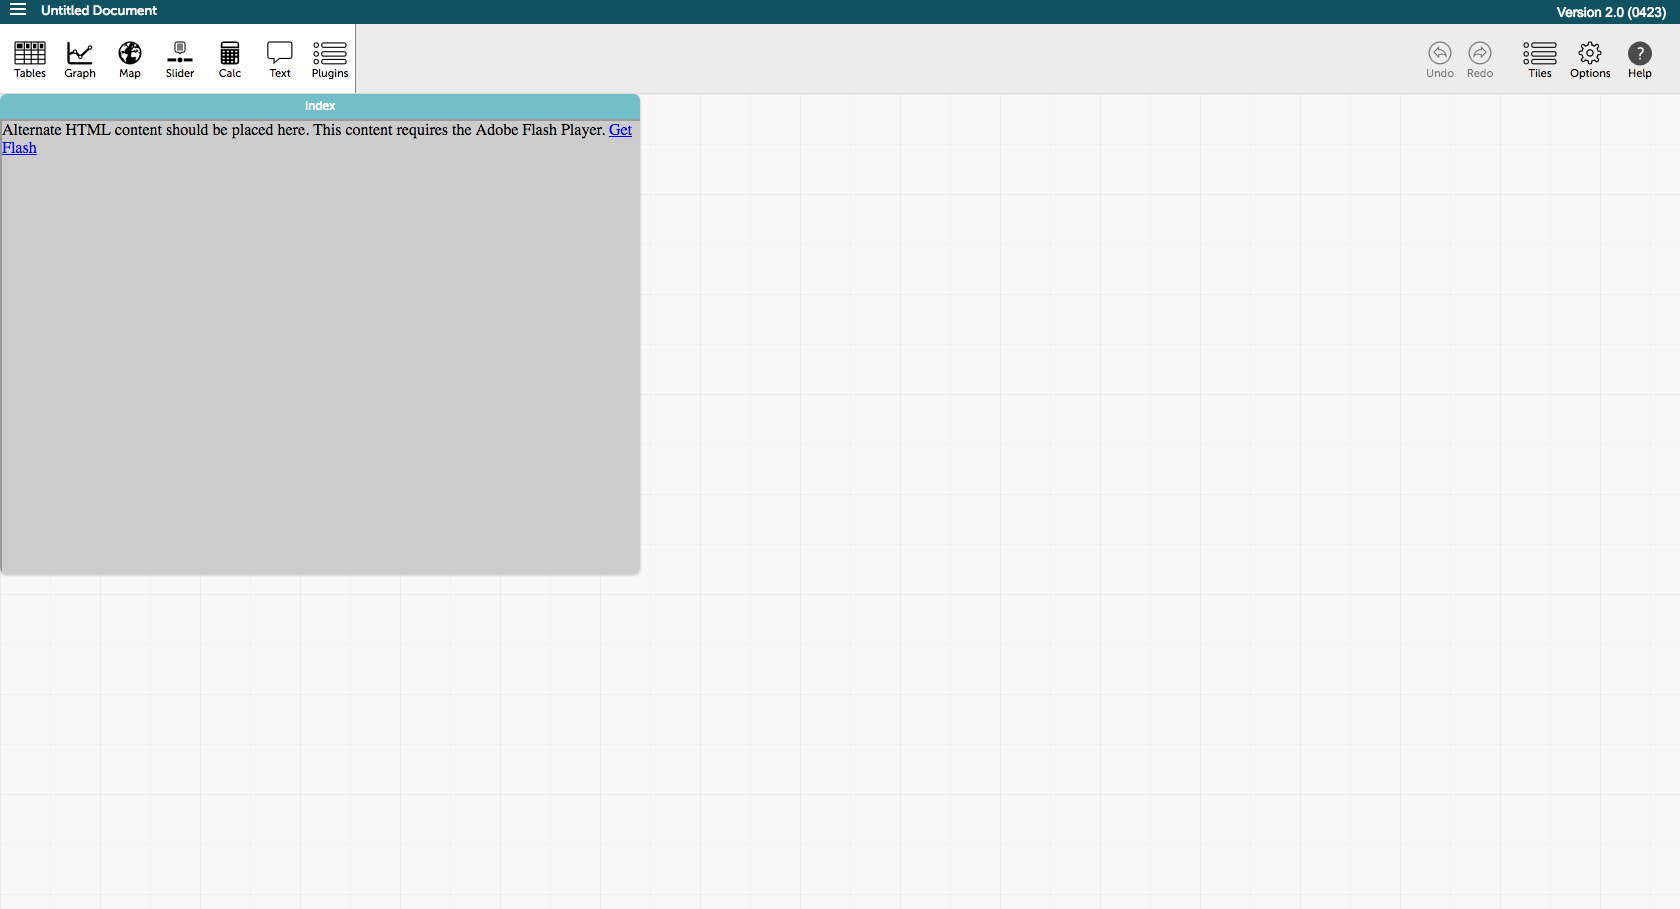 Untitled Document
Version 2.0 (0423)
Tables Graph Map Slider Calc Text Plugins
Undo Redo Tiles Options Help
Index
Alternate HTML content should be placed here. This content requires the Adobe Flash Player. Get
Flash